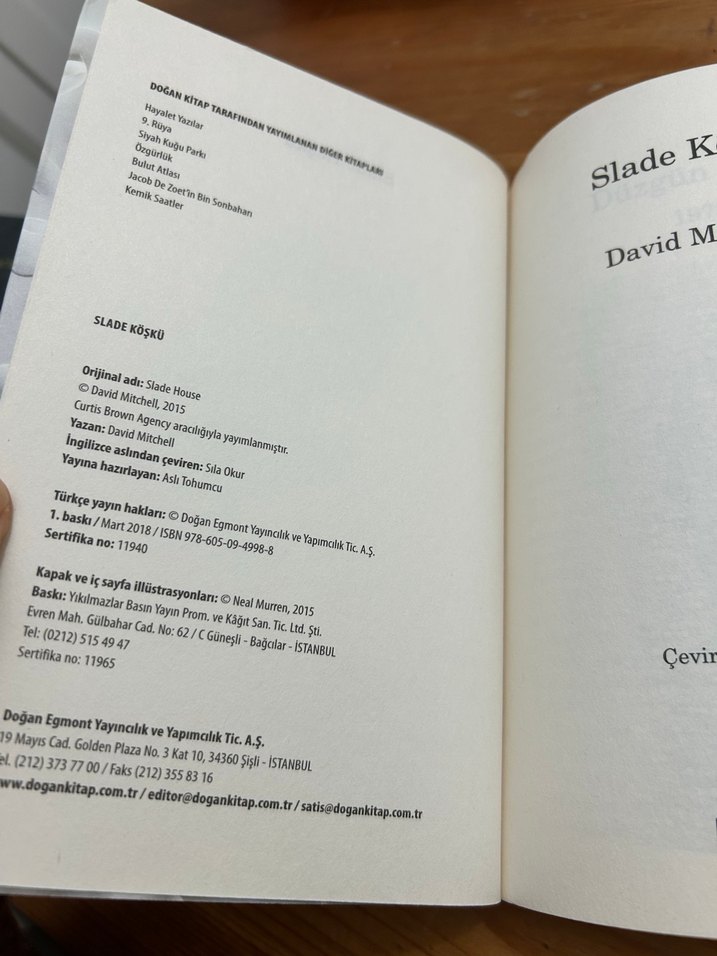 DOĞAN KİTAP TARAFINDAN YAYIMLANAN DİĞER KİTAPLARI
Hayalet Yazılar
9. Rüya
Siyah Kuğu Parkı
Özgürlük
Bulut Atlası
Jacob De Zoet'in Bin Sonbaharı
Kemik Saatler
SLADE KÖŞKÜ
Orijinal adı: Slade House
© David Mitchell, 2015
Curtis Brown Agency aracılığıyla yayımlanmıştır.
Yazan: David Mitchell
İngilizce aslından çeviren: Sıla Okur
Yayına hazırlayan: Aslı Tohumcu
Türkçe yayın hakları: © Doğan Egmont Yayıncılık ve Yapımcılık Tic. A.Ş.
1. baskı / Mart 2018 / ISBN 978-605-09-4998-8
Sertifika no: 11940
Kapak ve iç sayfa illüstrasyonları: © Neal Murren, 2015
Baskı: Yıkılmazlar Basın Yayın Prom. ve Kâğıt San. Tic. Ltd. Şti.
Evren Mah. Gülbahar Cad. No: 62 / C Güneşli - Bağcılar - İSTANBUL
Tel: (0212) 515 49 47
Sertifika no: 11965
Doğan Egmont Yayıncılık ve Yapımcılık Tic. A.Ş.
19 Mayıs Cad. Golden Plaza No. 3 Kat 10, 34360 Şişli - İSTANBUL
el. (212) 373 77 00 / Faks (212) 355 83 16
ww.dogankitap.com.tr / editor@dogankitap.com.tr / satis@dogankitap.com.tr
Slade K
David M
Çevir